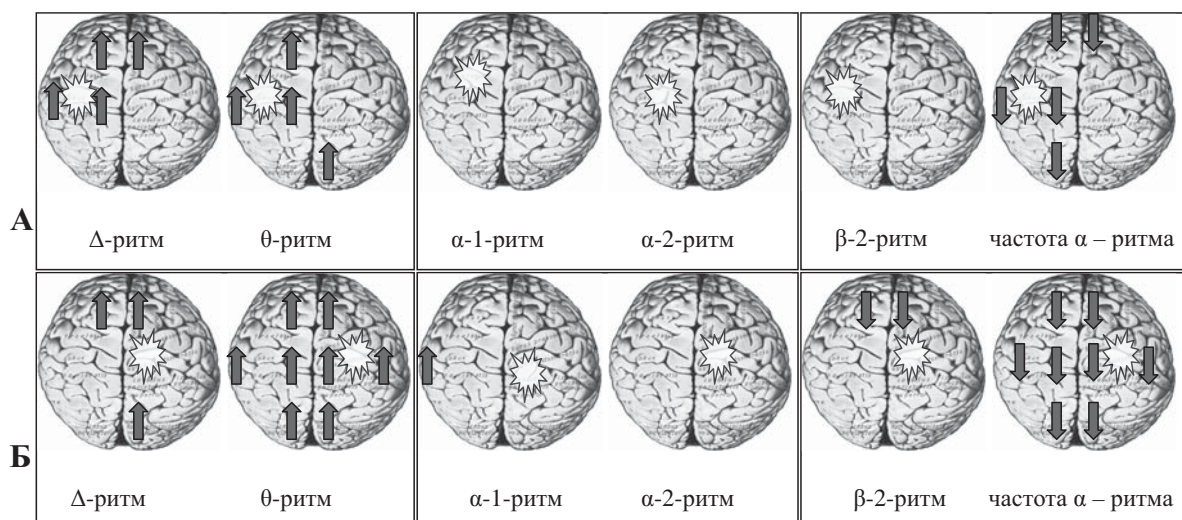 А
Δ-ритм
θ-ритм
α-1-ритм
α-2-ритм
β-2-ритм
частота α – ритма
Б
Δ-ритм
θ-ритм
α-1-ритм
α-2-ритм
β-2-ритм
частота α – ритма